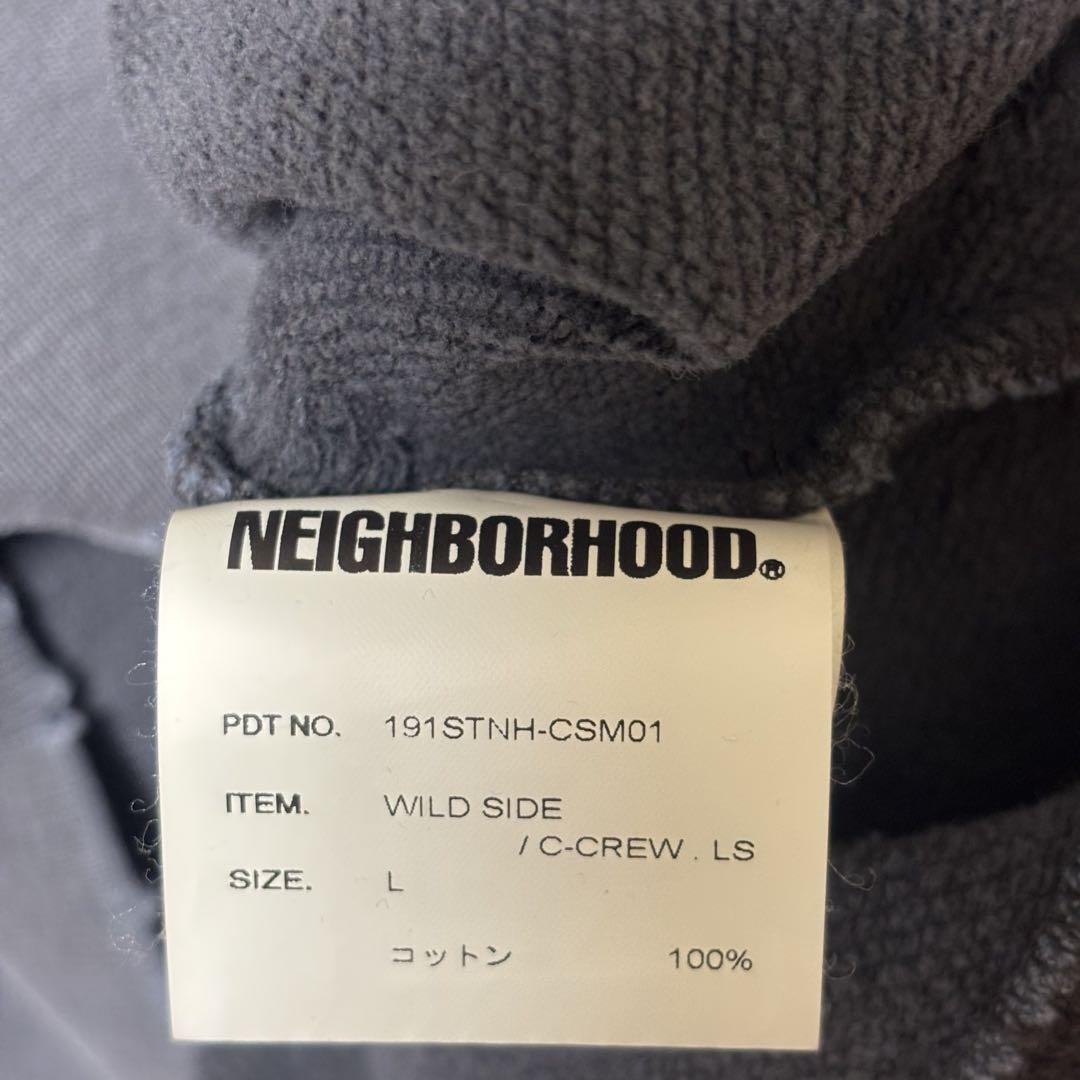 NEIGHBORHOOD®
PDT NO. 191STNH-CSM01
ITEM. WILD SIDE
/ C-CREW . LS
SIZE. L
コットン 100%